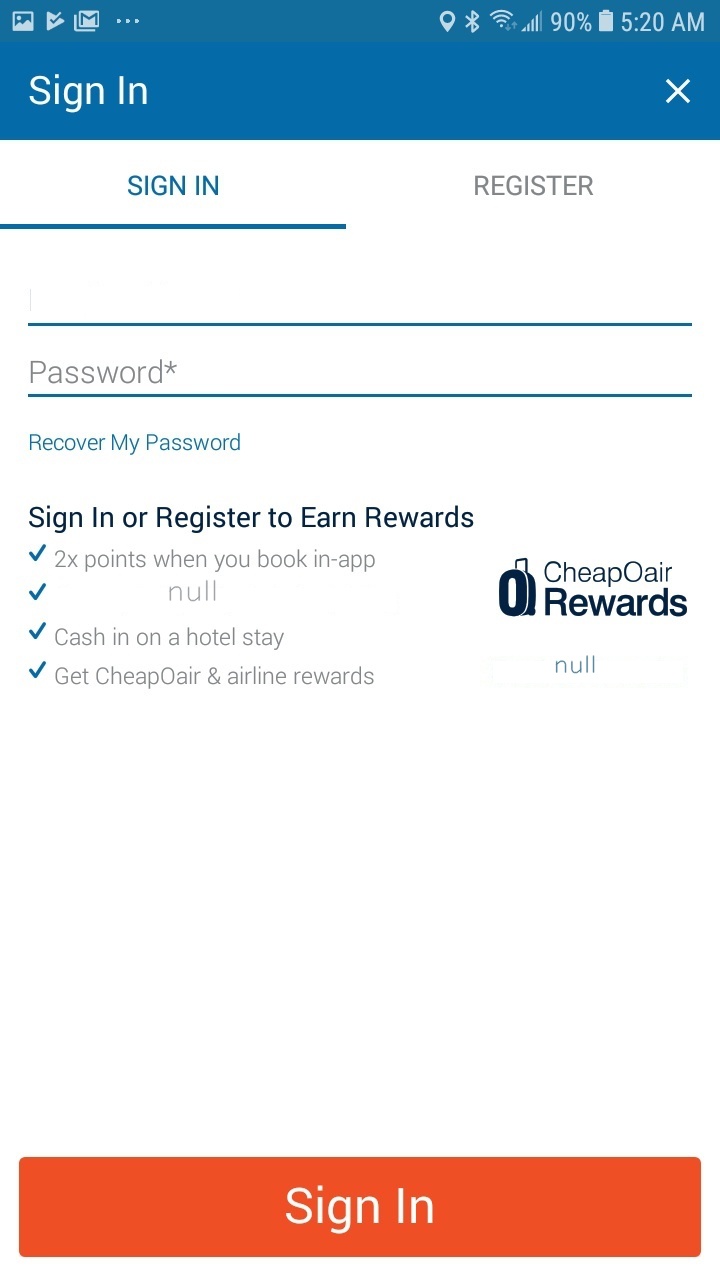 90% 5:20 AM
Sign In
SIGN IN
REGISTER
Password*
Recover My Password
Sign In or Register to Earn Rewards
2x points when you book in-app
null
Cash in on a hotel stay
Get CheapOair & airline rewards
CheapOair
Rewards
null
Sign In